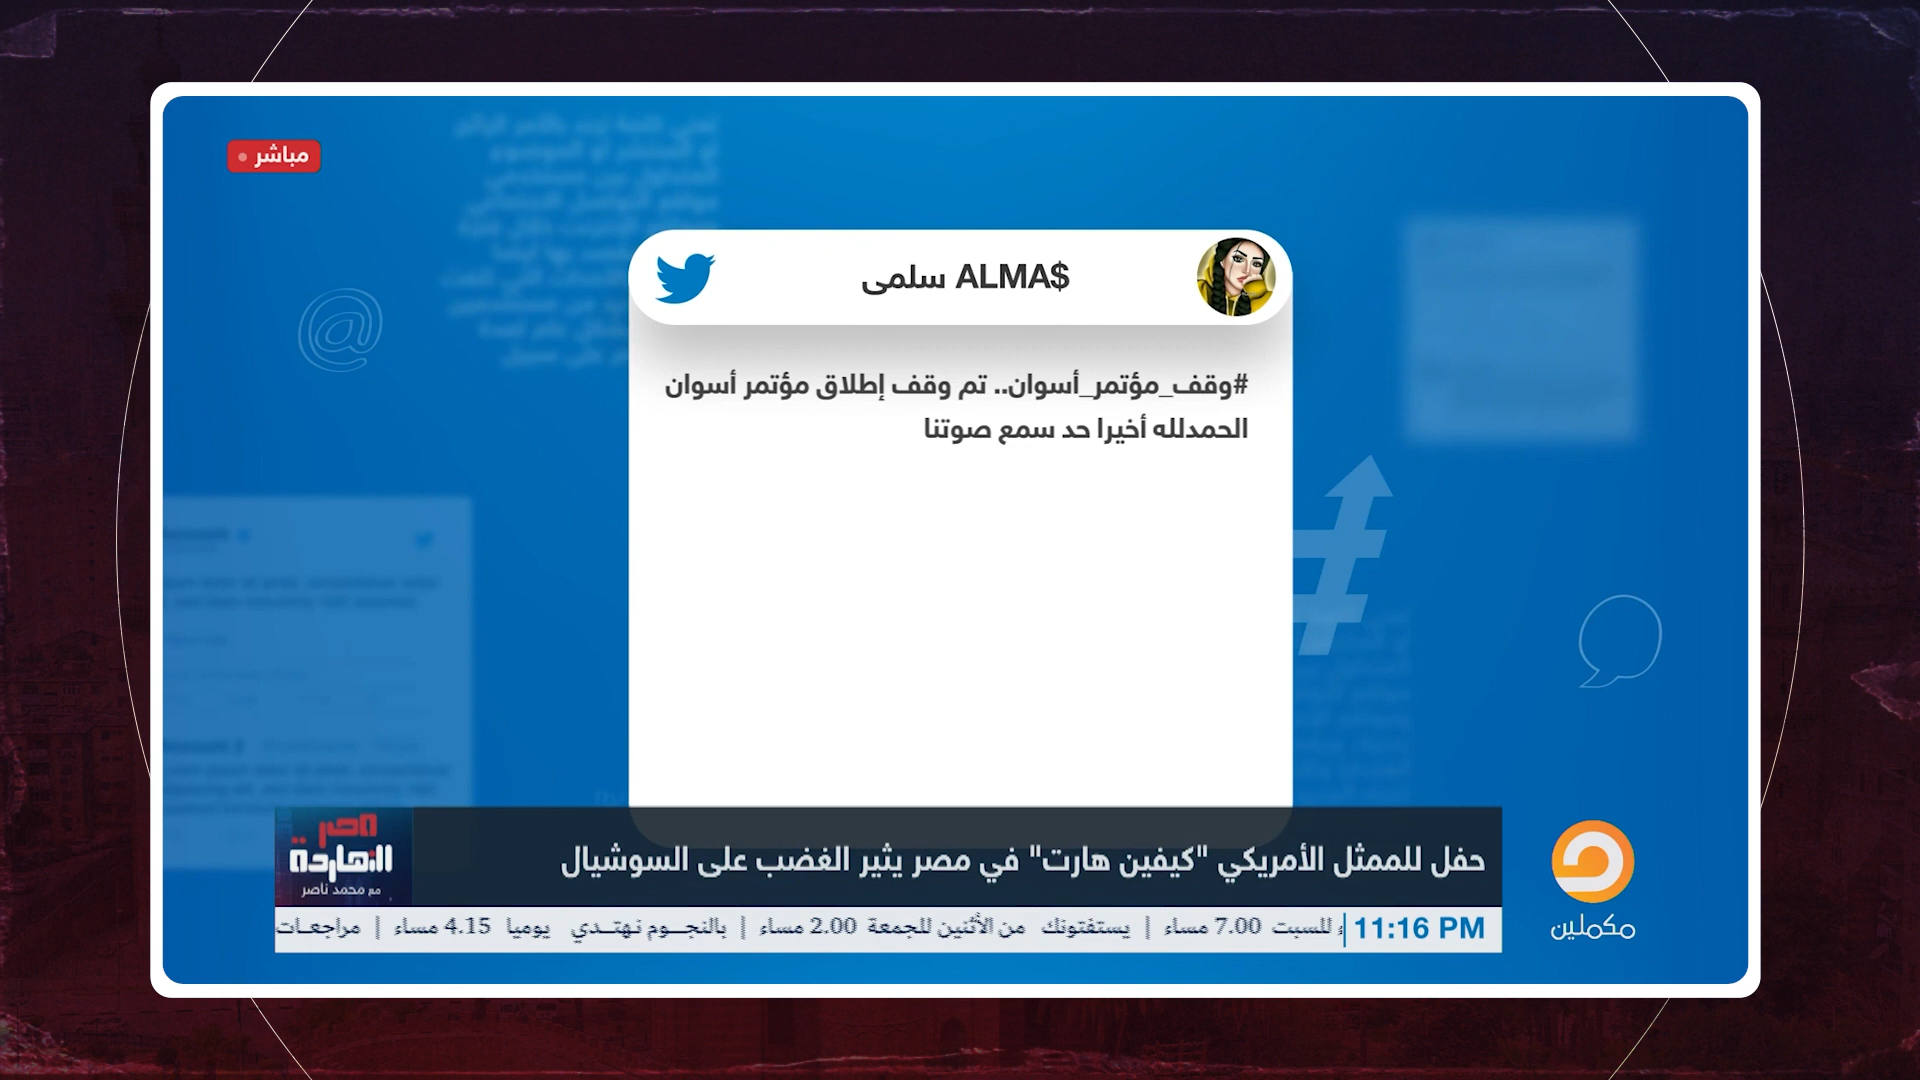 مباشر
سلمى ALMA$
#وقف_مؤتمر_أسوان.. تم وقف إطلاق مؤتمر أسوان
الحمدلله أخيرا حد سمع صوتنا
مصر
النهاردة
مع محمد ناصر
حفل للممثل الأمريكي "كيفين هارت" في مصر يثير الغضب على السوشيال
11:16 PM
للسبت 7.00 مساء | يستفتونك من الأثنين للجمعة 2.00 مساء | بالنجـــوم نهتــدي يوميا 4.15 مساء | مراجعـات
مكملين